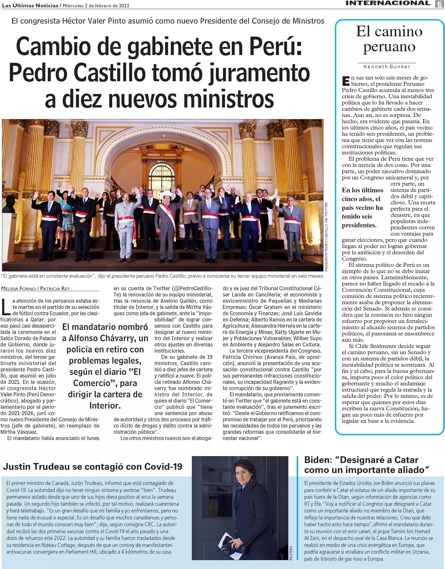 Las Últimas Noticias / Miércoles 2 de febrero de 2022
INTERNACIONAL
El congresista Héctor Valer Pinto asumió como nuevo Presidente del Consejo de Ministros
Cambio de gabinete en Perú:
Pedro Castillo tomó juramento
a diez nuevos ministros
"El gabinete está en constante evaluación", dijo el presidente peruano Pedro Castillo, previo a conocerse su tercer equipo ministerial en seis meses.
MELISSA FORNO / PATRICIA REY
La atención de los peruanos estaba este martes en el partido de su selección de fútbol contra Ecuador, por las clasificatorias a Qatar, por
eso pasó casi desapercibida la ceremonia en el
Salón Dorado de Palacio
de Gobierno, donde juraron los nuevos diez ministros, del tercer gabinete ministerial del presidente Pedro Castillo, que asumió en julio
de 2021. En la ocasión,
el congresista Héctor
Valer Pinto (Perú Democrático), abogado y parlamentario por el período 2021-2026, juró como nuevo Presidente del Consejo de Ministros (jefe de gabinete), en reemplazo de
Mirtha Vásquez.
El mandatario había anunciado el lunes
El mandatario nombró
a Alfonso Chávarry, un
policía en retiro con
problemas legales,
según el diario "El
Comercio", para
dirigir la cartera de
Interior.
en su cuenta de Twitter (@PedroCastilloTe) la renovación de su equipo ministerial,
tras la renuncia de Avelino Guillén, como
titular de Interior, y le salida de Mirtha Vásquez como jefa de gabinete, ante la "imposibilidad" de lograr consensos con Castillo para
designar al nuevo ministro del Interior y realizar
otros ajustes en diversas
instituciones.
De su gabinete de 19
ministros, Castillo cambió a diez jefes de cartera
y ratificó a nueve. El policía retirado Alfonso Chávarry fue nombrado ministro del Interior, de
quien el diario "El Comercio" publicó que "tiene
una sentencia por abuso
de autoridad y otros dos procesos por tráfico ilícito de drogas y delito contra la administración pública".
Los otros ministros nuevos son el abogado y ex juez del Tribunal Constitucional César Landa en Cancillería; el economista y
exviceministro de Pequeñas y Medianas
Empresas; Óscar Graham en el ministerio
de Economía y Finanzas; José Luis Gavidia
en Defensa; Alberto Ramos en la cartera de
Energía y Minas; Katty Ugarte en Mujer y Poblaciones Vulnerables; Wilber Supo
en Ambiente y Alejandro Salas en Cultura.
La tercera vicepresidenta del Congreso,
Patricia Chirinos (Avanza País, de oposición), anunció la presentación de una acusación constitucional contra Castillo "por
sus permanentes infracciones constitucionales, su incapacidad flagrante y la evidente corrupción de su gobierno".
El mandatario, que previamente comentó en Twitter que "el gabinete está en constante evaluación", tras el juramento escribió: "Desde el Gobierno ratificamos el compromiso de trabajar por el Perú, priorizando
las necesidades de todos los peruanos y las
grandes reformas que consolidarán el bienestar nacional".
El camino
peruano
Kenneth Bunker
En sus tan solo seis meses de gobierno, el presidente Peruano
Pedro Castillo acumula al menos tres
crisis de gobierno. Una inestabilidad
política que lo ha llevado a hacer
cambios de gabinete cada dos semanas. Aun así, no es sorpresa. De
hecho, era evidente que pasaría. En
los últimos cinco años, el país vecino
ha tenido seis presidentes, un problema que tiene que ver con las normas
constitucionales que regulan sus
instituciones políticas.
El problema de Perú tiene que ver
con la mezcla de dos cosas. Por una
parte, un poder ejecutivo dominado
por un Congreso unicameral y, por
otra parte, un sistema de partidos débil y caprichoso. Una receta
perfecta para el
desastre, en que
populistas independientes corren
con ventajas para
ganar elecciones, pero que cuando
llegan al poder no logran gobernar
por la ambición y el desorden del
Congreso.
En los últimos
cinco años, el
país vecino ha
tenido seis
presidentes.
El sistema político de Perú es un
ejemplo de lo que no se debe imitar
en otros países. Lamentablemente,
parece no haber llegado el recado a la
Convención Constitucional, cuya
comisión de sistema político recientemente acaba de proponer la eliminación del Senado. Si además se considera que la comisión no hizo ningún
esfuerzo por proponer un fortalecimiento al alicaído sistema de partidos
políticos, el panorama se ensombrece
aún más.
Si Chile finalmente decide seguir
el camino peruano, sin un Senado y
con un sistema de partidos débil, la
inestabilidad política se acentuará. Al
fin y al cabo, para la buena gobernanza, importa poco el color político del
gobernante y mucho el andamiaje
estructural que regula la entrada y la
salida del poder. Por lo mismo, es de
esperar que quienes por estos días
escriben la nueva Constitución, hagan un poco más de esfuerzo por
legislar en base a la evidencia.
Justin Trudeau se contagió con Covid-19
El primer ministro de Canadá, Justin Trudeau, informó que está contagiado de
Covid-19. La autoridad dijo no tener ningún síntoma y sentirse "bien". Trudeau
permanece aislado desde que uno de sus hijos diera positivo al virus la semana
pasada. Un segundo hijo también se infectó, por tal motivo, realizará cuarentena
y hará teletrabajo. "Es un gran desafío que mi familia y yo enfrentamos, pero no
tiene nada de inusual o especial. Es un desafío que muchos canadienses y personas de todo el mundo conocen muy bien", dijo, según consigna CBC. La autoridad recibió las dos primeras vacunas contra el Covid-19 el año pasado y una
dosis de refuerzo este 2022. La autoridad y su familia fueron trasladados desde
su residencia en Rideau Cottage, después de que un convoy de manifestantes
antivacunas convergiera en Parliament Hill, ubicado a 4 kilómetros de su casa.
Biden: "Designaré a Catar
como un importante aliado"
El presidente de Estados Unidos Joe Biden anunció sus planes
para conferir a Catar el estatus de un aliado importante de su
país fuera de la Otan, según información de agencias como
RT y Efe. "Voy a notificar al Congreso que designaré a Catar
como un importante aliado no miembro de la Otan, que
refleja la importancia de nuestras relaciones. Creo que debí
haber hecho esto hace tiempo", afirmó el mandatario durante su reunión con el emir catarí, el jeque Tamim bin Hamad
Al Zani, en el despacho oval de la Casa Blanca. La reunión se
realizó en medio de una crisis energética en Europa, que
podría agravarse si estallara un conflicto militar en Ucrania,
país de tránsito de gas ruso a Europa.